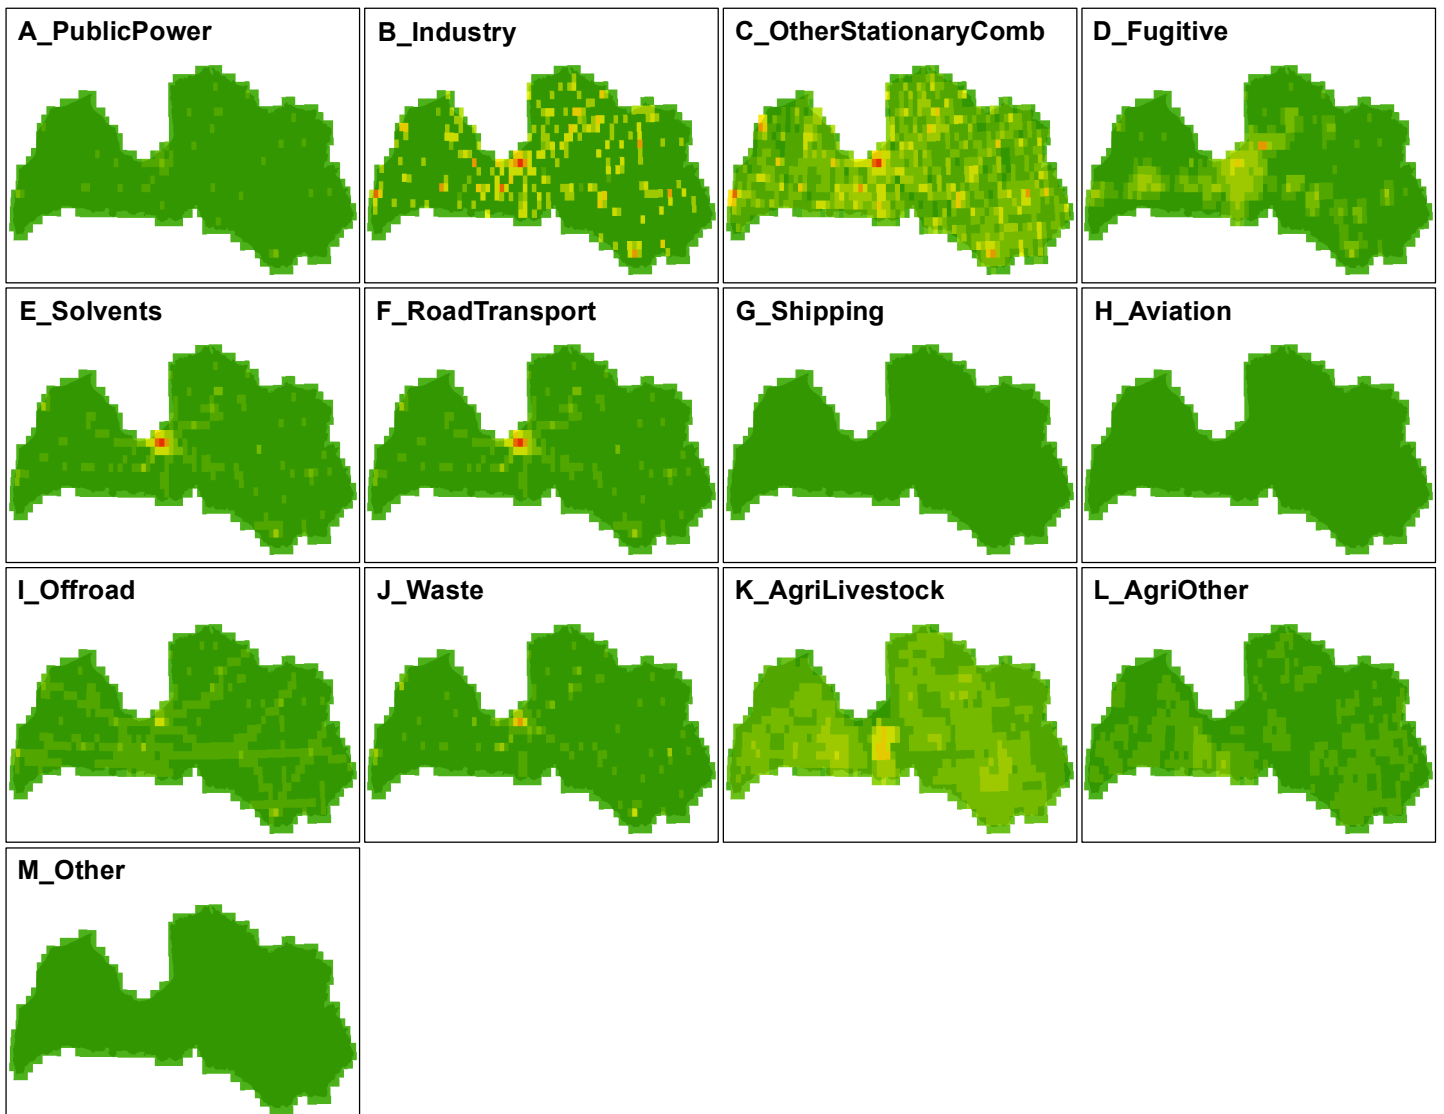 A_PublicPower
B_Industry
C_OtherStationaryComb
D_Fugitive
E_Solvents
F_RoadTransport
G_Shipping
H_Aviation
I_Offroad
J_Waste
K_AgriLivestock
L_AgriOther
M_Other